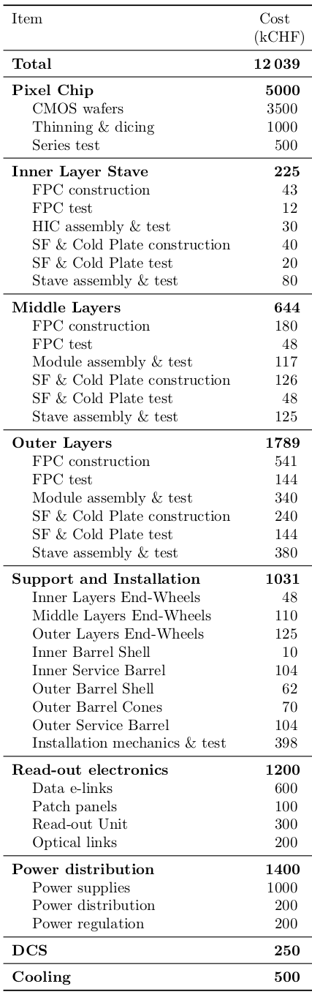 Item Cost
(kCHF)
Total 12 039
Pixel Chip 5000
CMOS wafers 3500
Thinning & dicing 1000
Series test 500
Inner Layer Stave 225
FPC construction 43
FPC test 12
HIC assembly & test 30
SF & Cold Plate construction 40
SF & Cold Plate test 20
Stave assembly & test 80
Middle Layers 644
FPC construction 180
FPC test 48
Module assembly & test 117
SF & Cold Plate construction 126
SF & Cold Plate test 48
Stave assembly & test 125
Outer Layers 1789
FPC construction 541
FPC test 144
Module assembly & test 340
SF & Cold Plate construction 240
SF & Cold Plate test 144
Stave assembly & test 380
Support and Installation 1031
Inner Layers End-Wheels 48
Middle Layers End-Wheels 110
Outer Layers End-Wheels 125
Inner Barrel Shell 10
Inner Service Barrel 104
Outer Barrel Shell 62
Outer Barrel Cones 70
Outer Service Barrel 104
Installation mechanics & test 398
Read-out electronics 1200
Data e-links 600
Patch panels 100
Read-out Unit 300
Optical links 200
Power distribution 1400
Power supplies 1000
Power distribution 200
Power regulation 200
DCS 250
Cooling 500